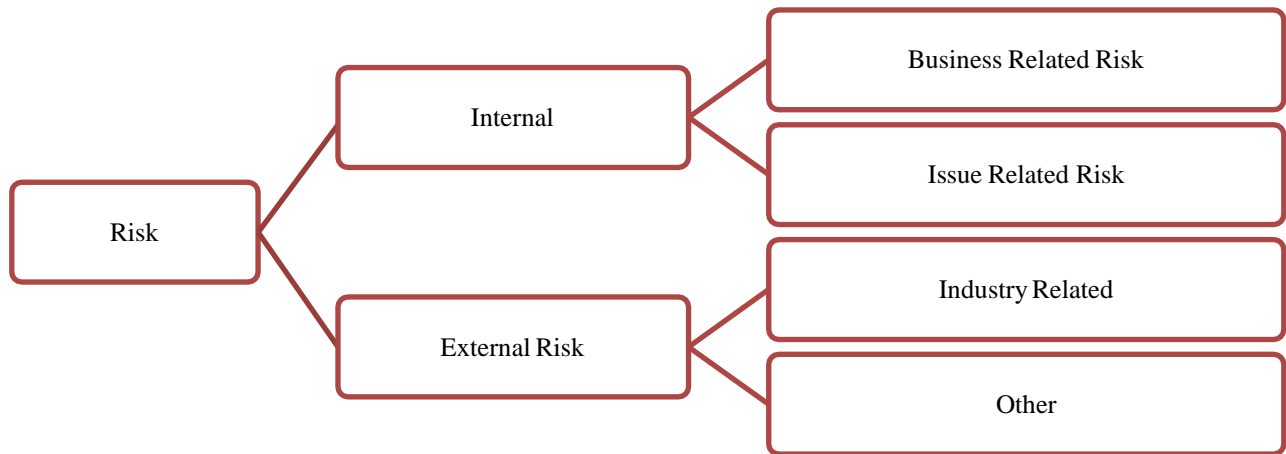 Risk
Internal
Business Related Risk
Issue Related Risk
External Risk
Industry Related
Other